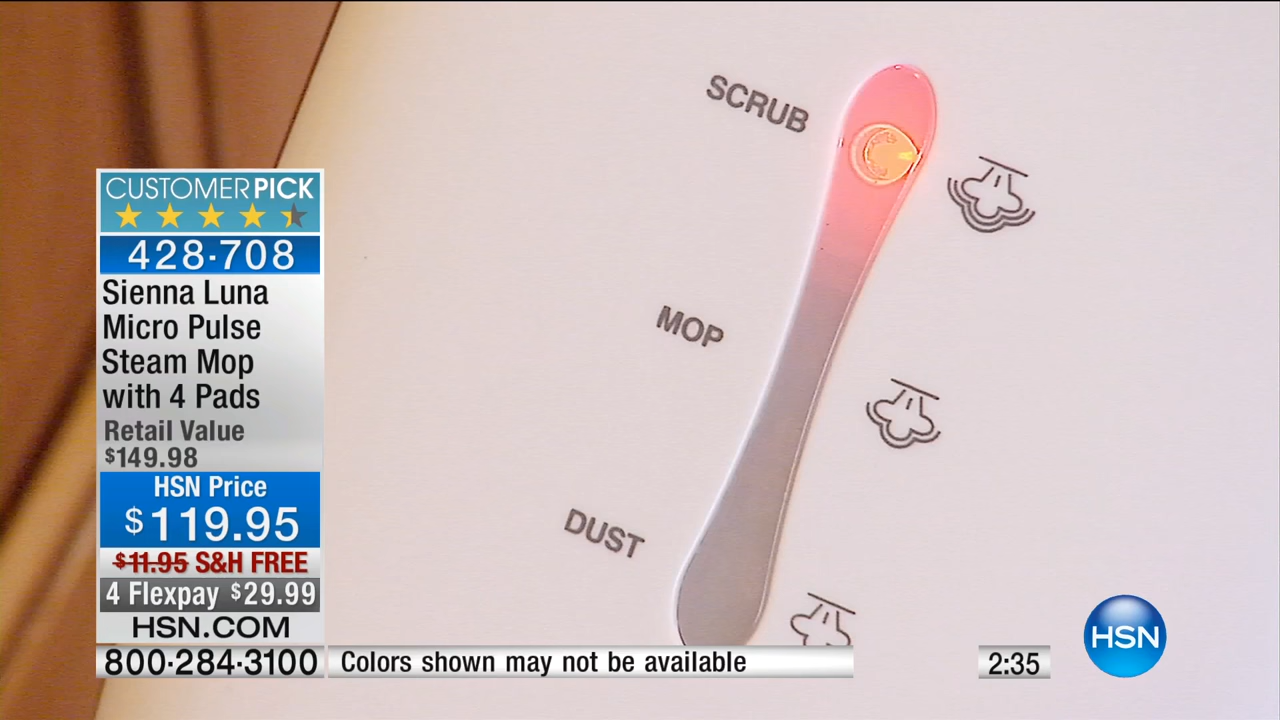 CUSTOMER PICK
428-708
Sienna Luna
Micro Pulse
Steam Mop
with 4 Pads
Retail Value
$149.98
HSN Price
$119.95
$11.95 S&H FREE
4 Flexpay $29.99
HSN.COM
800-284-3100
Colors shown may not be available
2:35
HSN
SCRUB
MOP
DUST